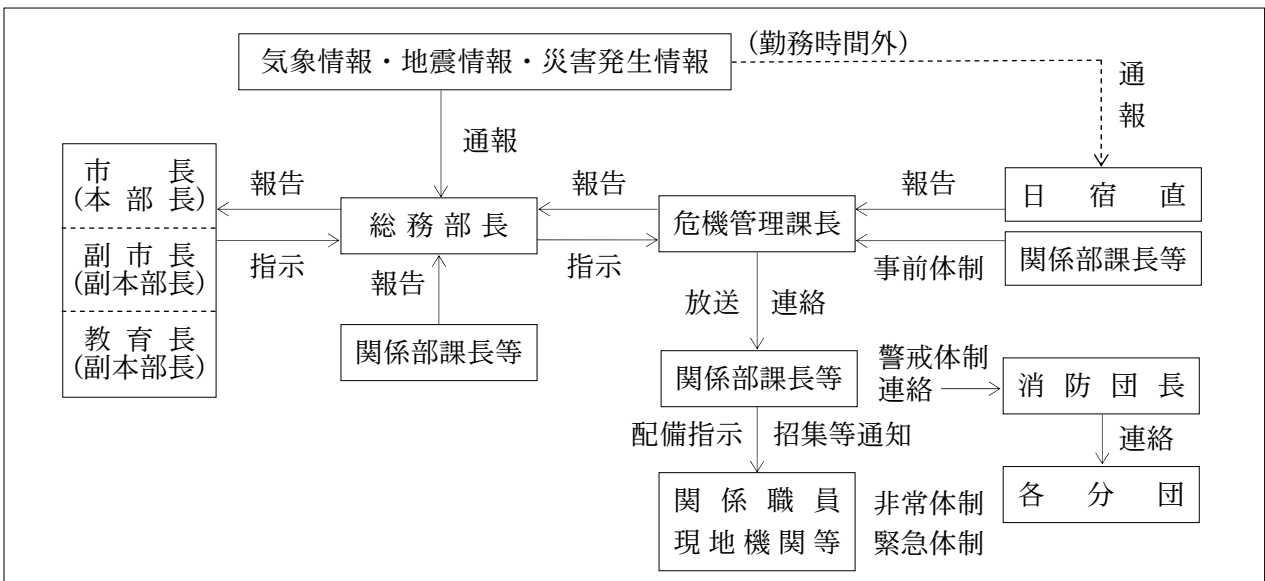 気象情報・地震情報・災害発生情報
(勤務時間外)
通
報
通報
市長
(本部長)
副市長
(副本部長)
教育長
(副本部長)
報告
指示
総務部長
報告
関係部課長等
報告
指示
危機管理課長
報告
事前体制
日宿直
関係部課長等
放送 連絡
関係部課長等
警戒体制
連絡
消防団長
連絡
各分団
配備指示 招集等通知
関係職員
現地機関等
非常体制
緊急体制